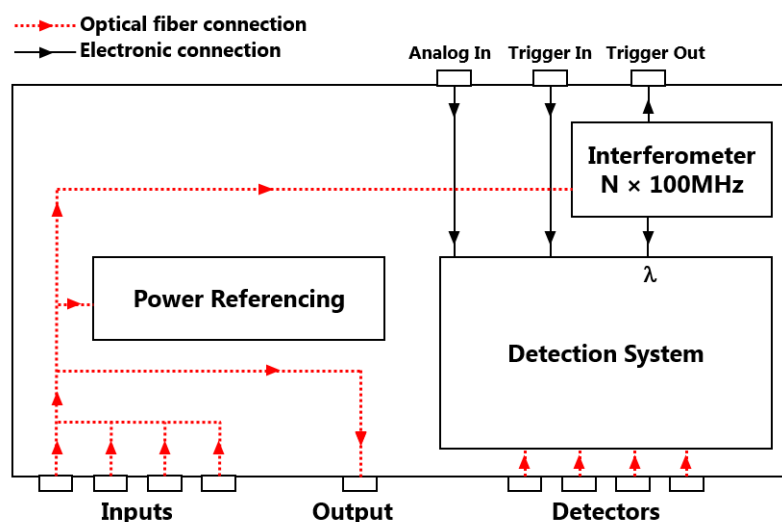 Optical fiber connection
Electronic connection
Analog In
Trigger In
Trigger Out
Interferometer
N × 100MHz
Power Referencing
λ
Detection System
Inputs
Output
Detectors